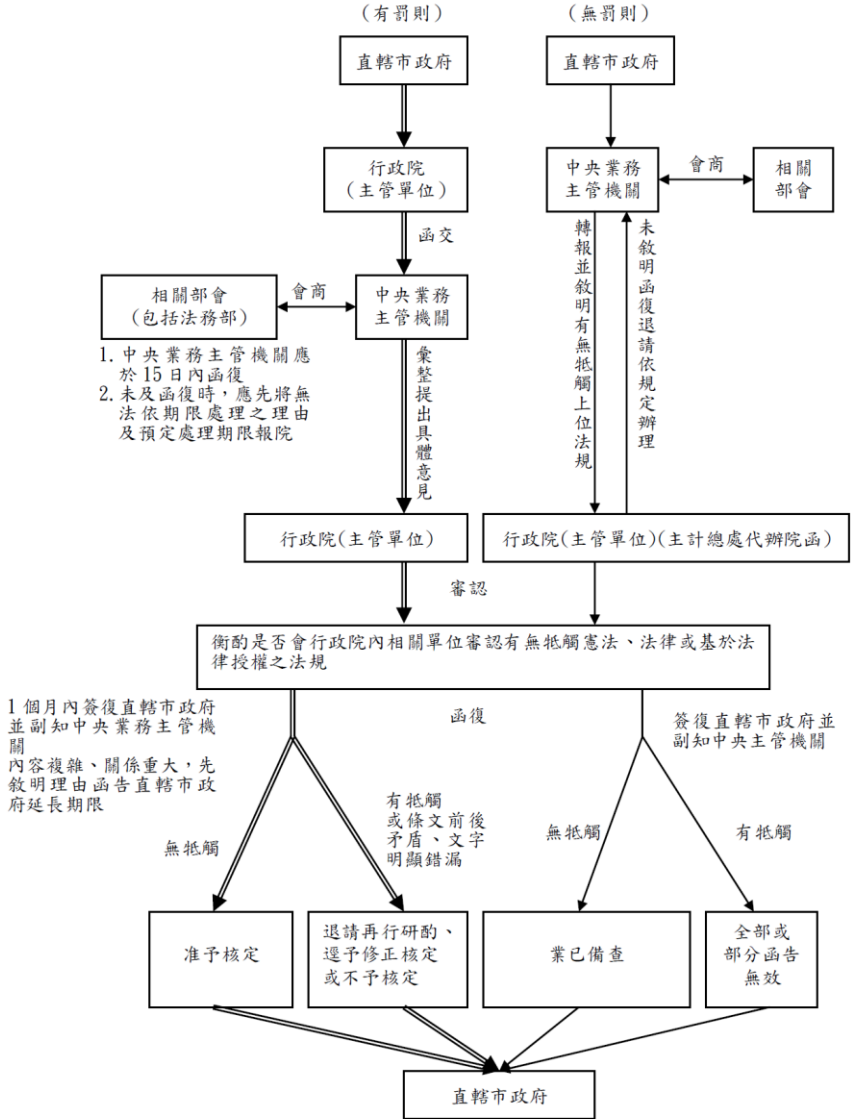 (有罰則)
(無罰則)
直轄市政府
直轄市政府
行政院
(主管單位)
中央業務
主管機關
會商
相關
部會
函交
相關部會
(包括法務部)
會商
中央業務
主管機關
轉報並敘明有無牴觸上位法規
未敘明函復退請依規定辦理
1. 中央業務主管機關應
於 15 日內函復
2. 未及函復時,應先將無
法依期限處理之理由
及預定處理期限報院
彙整提出具體意見
行政院(主管單位)
行政院(主管單位)(主計總處代辦院函)
審認
衡酌是否會行政院內相關單位審認有無牴觸憲法、法律或基於法
律授權之法規
1 個月內簽復直轄市政府
並副知中央業務主管機
關
內容複雜、關係重大,先
敘明理由函告直轄市政
府延長期限
函復
簽復直轄市政府並
副知中央主管機關
無牴觸
有牴觸
或條文前後
矛盾、文字
明顯錯漏
無牴觸
有牴觸
准予核定
退請再行研酌、
逕予修正核定
或不予核定
業已備查
全部或
部分函告
無效
直轄市政府